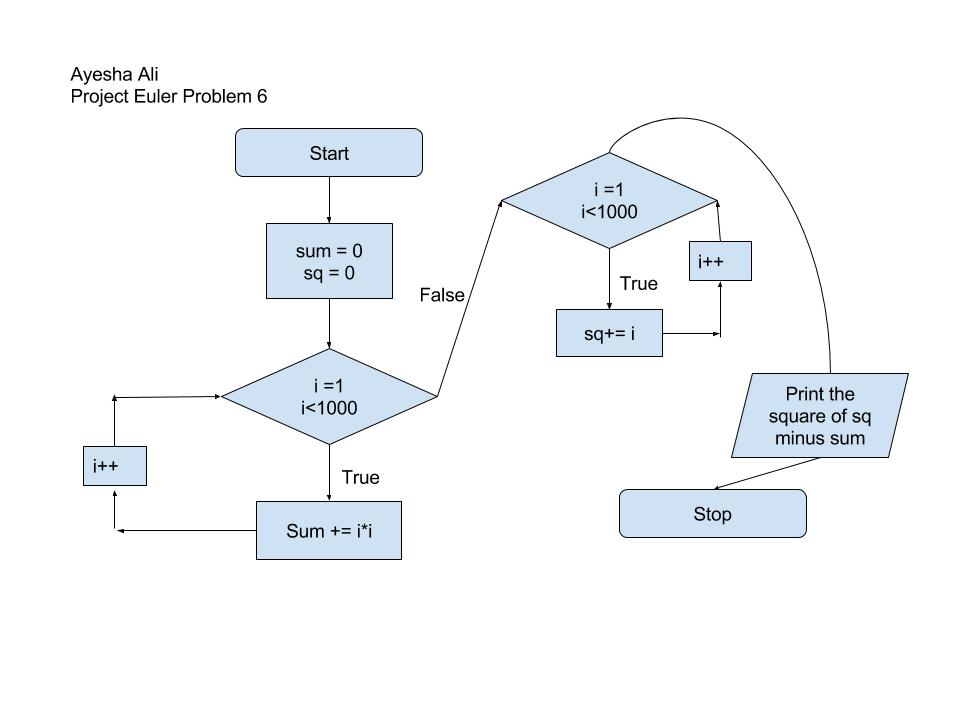 Ayesha Ali
Project Euler Problem 6
Start
sum = 0
sq = 0
i =1
i<1000
True
Sum += i*i
i++
False
i =1
i<1000
True
sq+= i
i++
Print the
square of sq
minus sum
Stop